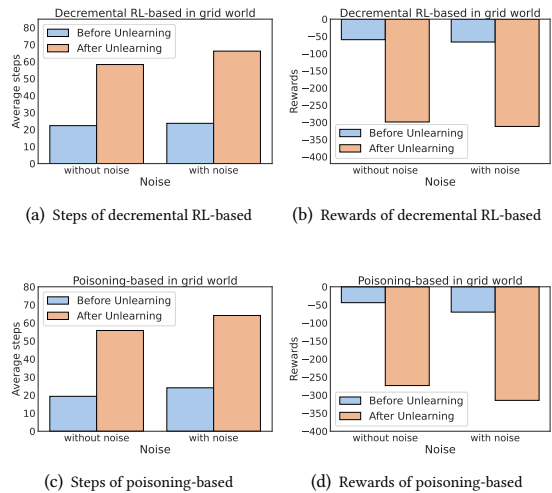 Decremental RL-based in grid world
Average steps
80
70
60
50
40
30
20
10
0
Before Unlearning
After Unlearning
without noise
with noise
Noise
(a) Steps of decremental RL-based
Decremental RL-based in grid world
Rewards
0
−50
−100
−150
−200
−250
−300
−350
−400
Before Unlearning
After Unlearning
without noise
with noise
Noise
(b) Rewards of decremental RL-based
Poisoning-based in grid world
Average steps
80
70
60
50
40
30
20
10
0
Before Unlearning
After Unlearning
without noise
with noise
Noise
(c) Steps of poisoning-based
Poisoning-based in grid world
Rewards
0
−50
−100
−150
−200
−250
−300
−350
−400
Before Unlearning
After Unlearning
without noise
with noise
Noise
(d) Rewards of poisoning-based